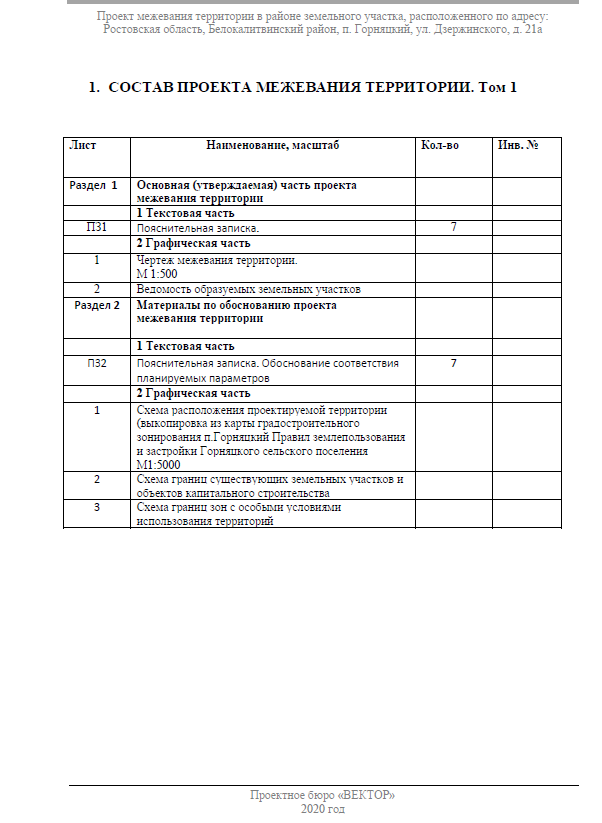 Проект межевания территории в районе земельного участка, расположенного по адресу:
Ростовская область, Белокалитвинский район, п. Горняцкий, ул. Дзержинского, д. 21а
1. СОСТАВ ПРОЕКТА МЕЖЕВАНИЯ ТЕРРИТОРИИ. Том 1
Лист Наименование, масштаб Кол-во Инв. №
Раздел 1 Основная (утверждаемая) часть проекта
межевания территории
1 Текстовая часть
ПЗ1 Пояснительная записка. 7
2 Графическая часть
1 Чертеж межевания территории.
М 1:500
2 Ведомость образуемых земельных участков
Раздел 2 Материалы по обоснованию проекта
межевания территории
1 Текстовая часть
ПЗ2 Пояснительная записка. Обоснование соответствия 7
планируемых параметров
2 Графическая часть
1 Схема расположения проектируемой территории
(выкопировка из карты градостроительного
зонирования п.Горняцкий Правил землепользования
и застройки Горняцкого сельского поселения
М1:5000
2 Схема границ существующих земельных участков и
объектов капитального строительства
3 Схема границ зон с особыми условиями
использования территорий
Проектное бюро «ВЕКТОР»
2020 год